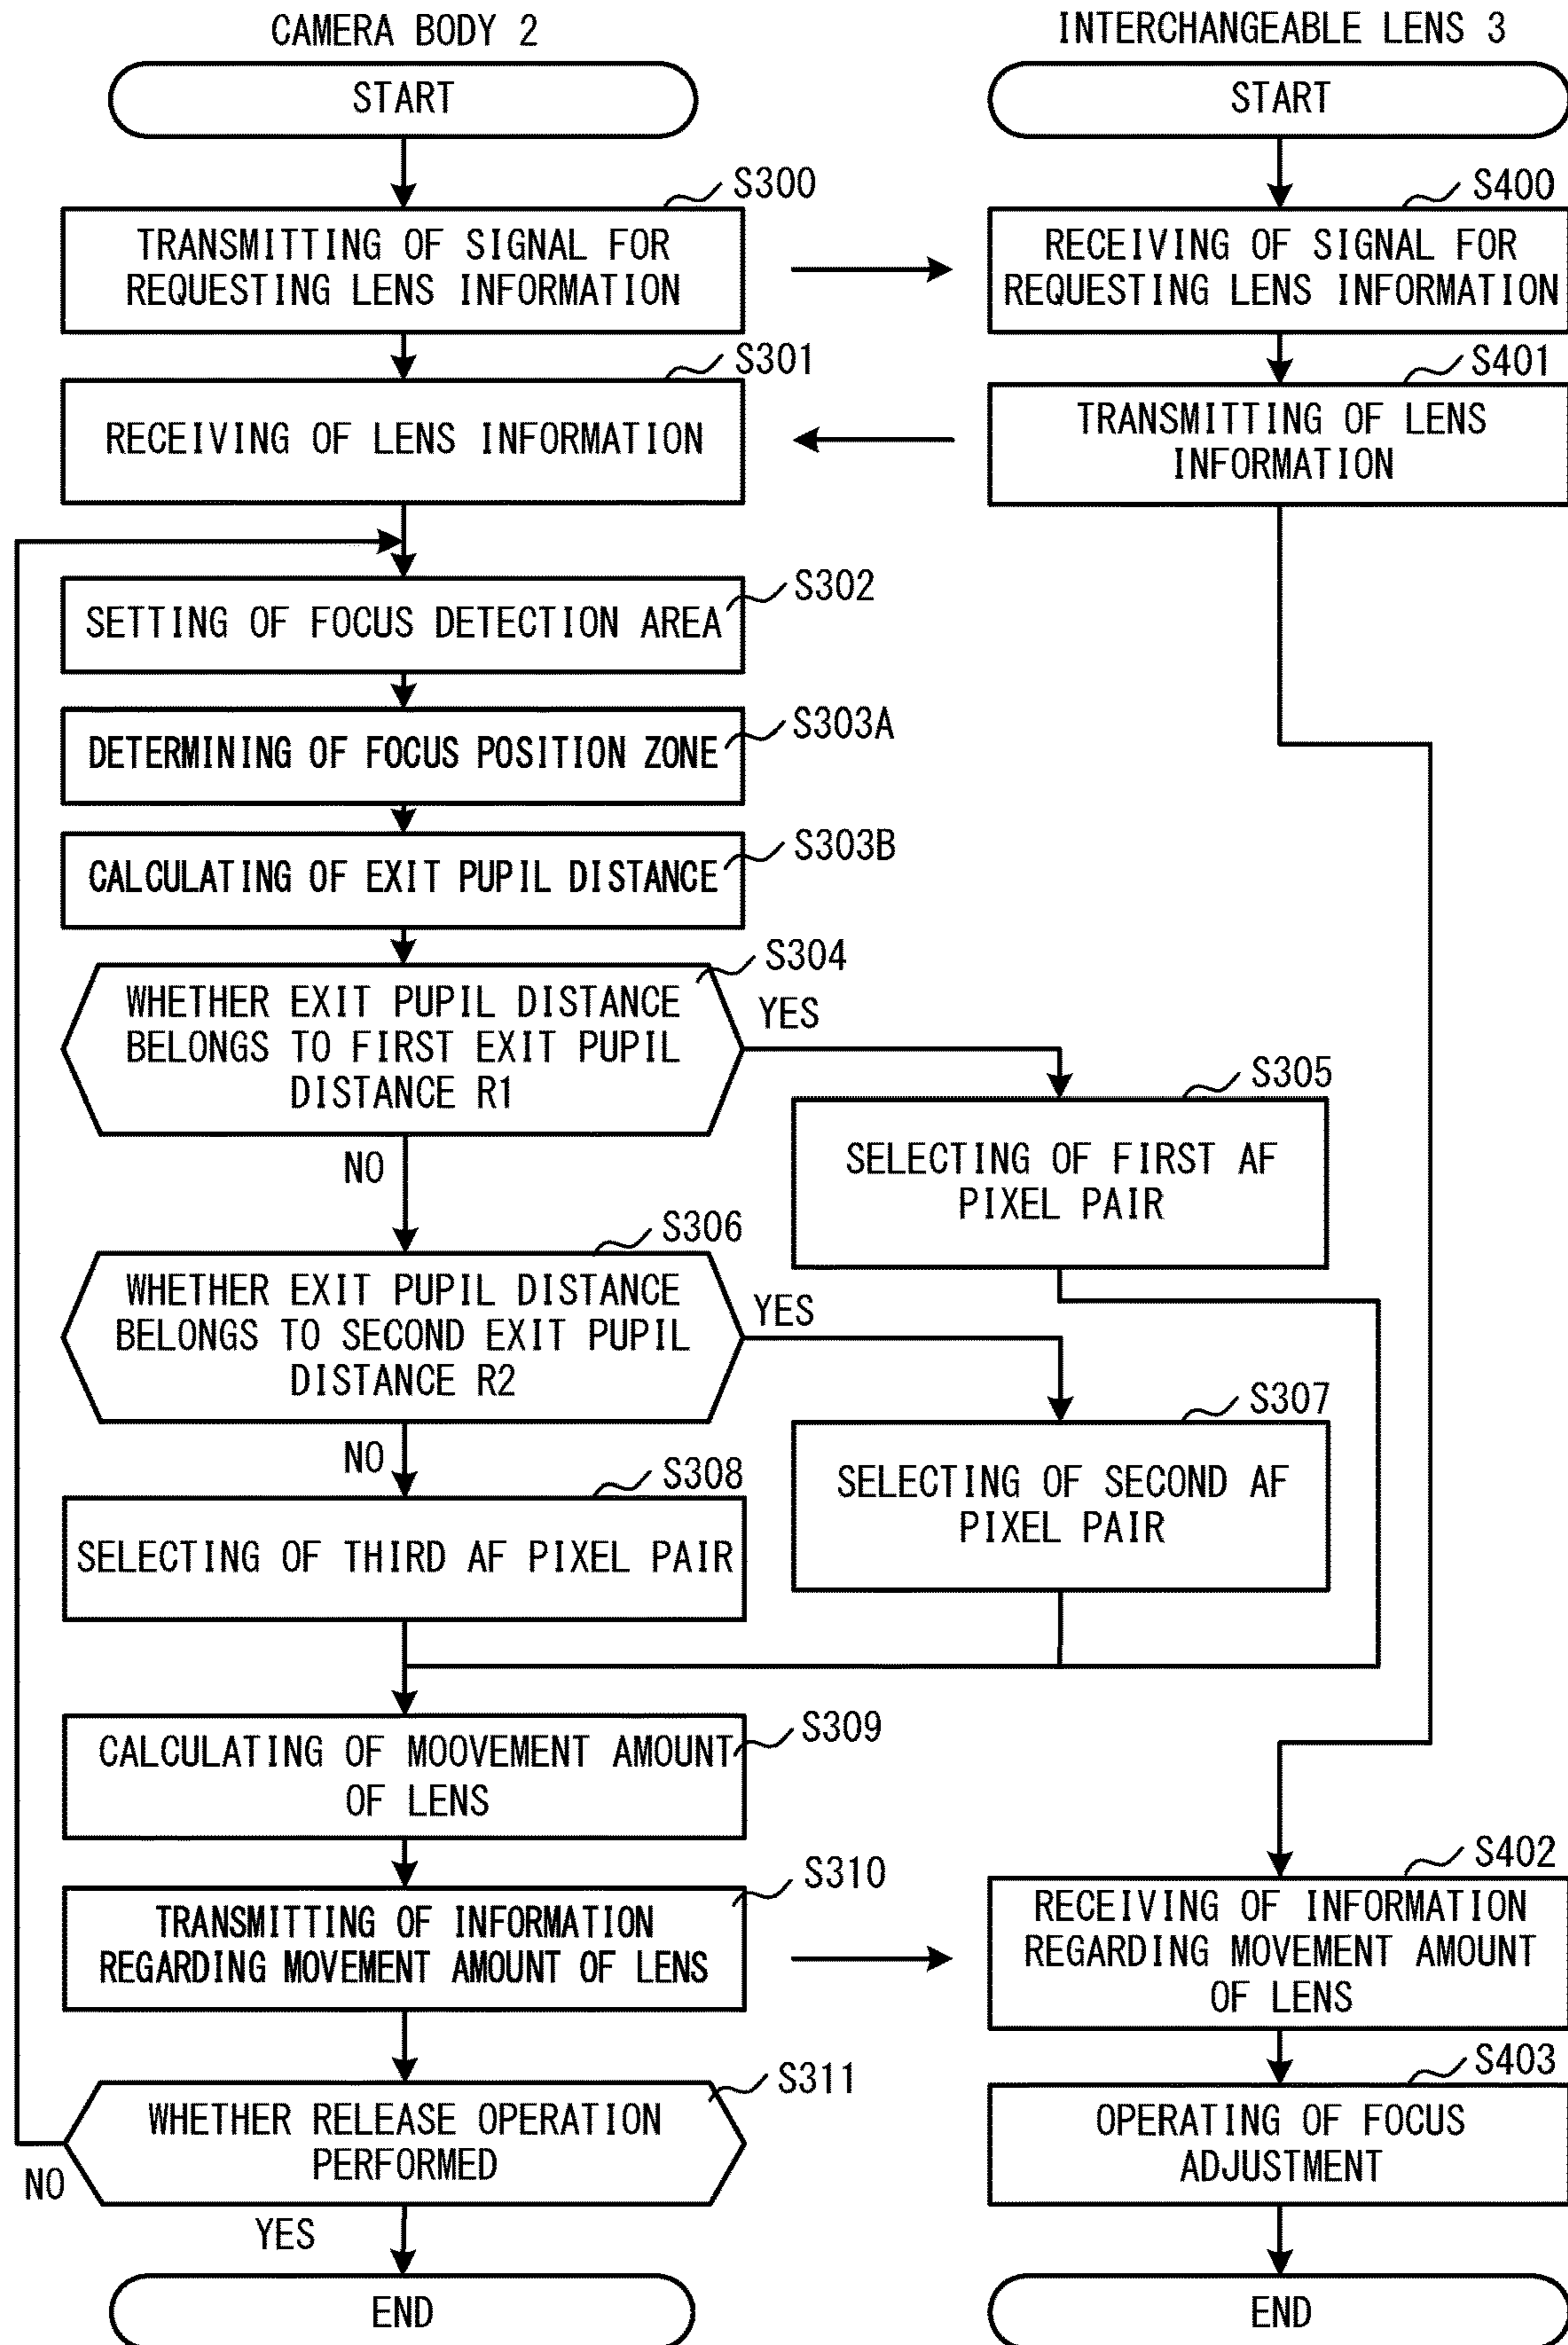 CAMERA BODY 2
START
S300
TRANSMITTING OF SIGNAL FOR
REQUESTING LENS INFORMATION
S301
RECEIVING OF LENS INFORMATION
S302
SETTING OF FOCUS DETECTION AREA
S303A
DETERMINING OF FOCUS POSITION ZONE
S303B
CALCULATING OF EXIT PUPIL DISTANCE
S304
WHETHER EXIT PUPIL DISTANCE
BELONGS TO FIRST EXIT PUPIL
DISTANCE R1
YES
NO
S305
SELECTING OF FIRST AF
PIXEL PAIR
S306
WHETHER EXIT PUPIL DISTANCE
BELONGS TO SECOND EXIT PUPIL
DISTANCE R2
YES
NO
S307
SELECTING OF SECOND AF
PIXEL PAIR
S308
SELECTING OF THIRD AF PIXEL PAIR
S309
CALCULATING OF MOOVEMENT AMOUNT
OF LENS
S310
TRANSMITTING OF INFORMATION
REGARDING MOVEMENT AMOUNT OF LENS
S311
WHETHER RELEASE OPERATION
PERFORMED
NO
YES
END
INTERCHANGEABLE LENS 3
START
S400
RECEIVING OF SIGNAL FOR
REQUESTING LENS INFORMATION
S401
TRANSMITTING OF LENS
INFORMATION
S402
RECEIVING OF INFORMATION
REGARDING MOVEMENT AMOUNT
OF LENS
S403
OPERATING OF FOCUS
ADJUSTMENT
END